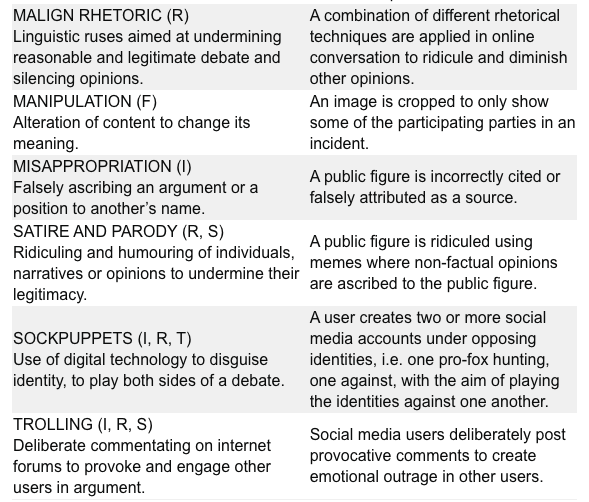 MALIGN RHETORIC (R)
Linguistic ruses aimed at undermining
reasonable and legitimate debate and
silencing opinions.
A combination of different rhetorical
techniques are applied in online
conversation to ridicule and diminish
other opinions.
MANIPULATION (F)
Alteration of content to change its
meaning.
An image is cropped to only show
some of the participating parties in an
incident.
MISAPPROPRIATION (I)
Falsely ascribing an argument or a
position to another’s name.
A public figure is incorrectly cited or
falsely attributed as a source.
SATIRE AND PARODY (R, S)
Ridiculing and humouring of individuals,
narratives or opinions to undermine their
legitimacy.
A public figure is ridiculed using
memes where non-factual opinions
are ascribed to the public figure.
SOCKPUPPETS (I, R, T)
Use of digital technology to disguise
identity, to play both sides of a debate.
A user creates two or more social
media accounts under opposing
identities, i.e. one pro-fox hunting,
one against, with the aim of playing
the identities against one another.
TROLLING (I, R, S)
Deliberate commentating on internet
forums to provoke and engage other
users in argument.
Social media users deliberately post
provocative comments to create
emotional outrage in other users.